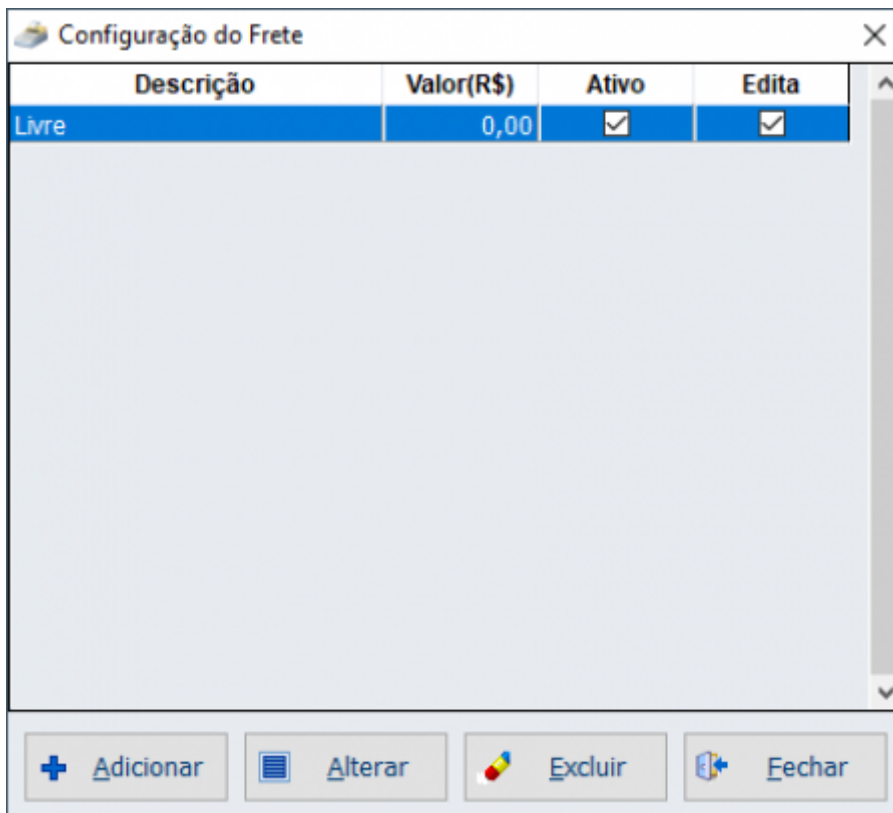 Configuração do Frete
Descrição Valor(R$) Ativo Edita
Livre 0,00
Adicionar Alterar Excluir Fechar